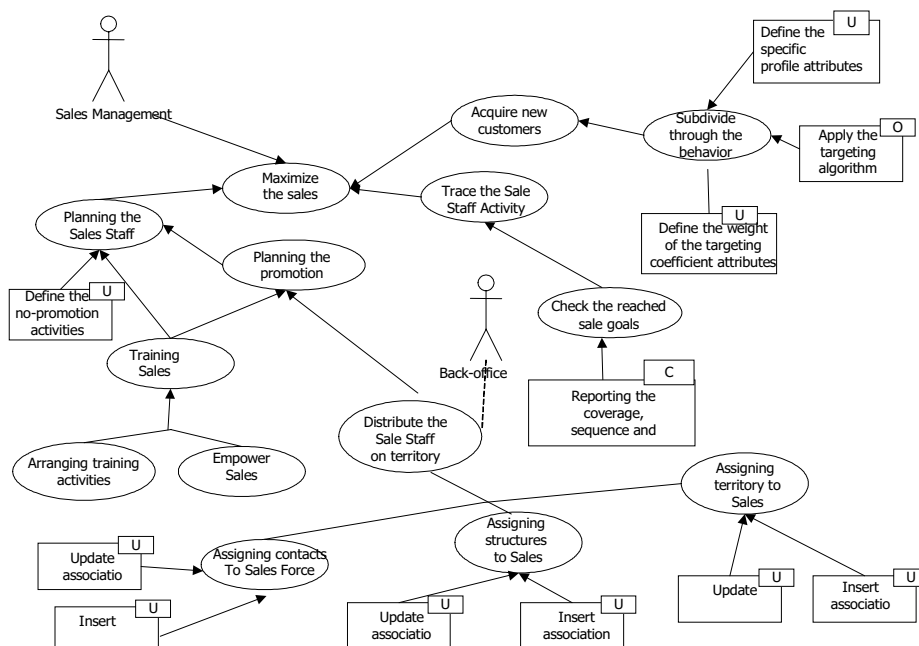 U
Define the
specific
profile attributes
Sales Management
Acquire new
customers
Subdivide
through the
behavior
O
Apply the
targeting
algorithm
Maximize
the sales
Trace the Sale
Staff Activity
Planning the
Sales Staff
U
Define the weight
of the targeting
coefficient attributes
Planning the
promotion
U
Define the
no-promotion
activities
Check the reached
sale goals
Training
Sales
Back-office
C
Reporting the
coverage,
sequence and
Distribute the
Sale Staff
on territory
Arranging training
activities
Empower
Sales
Assigning
territory to
Sales
Assigning
structures
to Sales
U
Update
associatio
Assigning contacts
To Sales Force
U
Update
U
Insert
associatio
U
Insert
U
Update
associatio
U
Insert
association